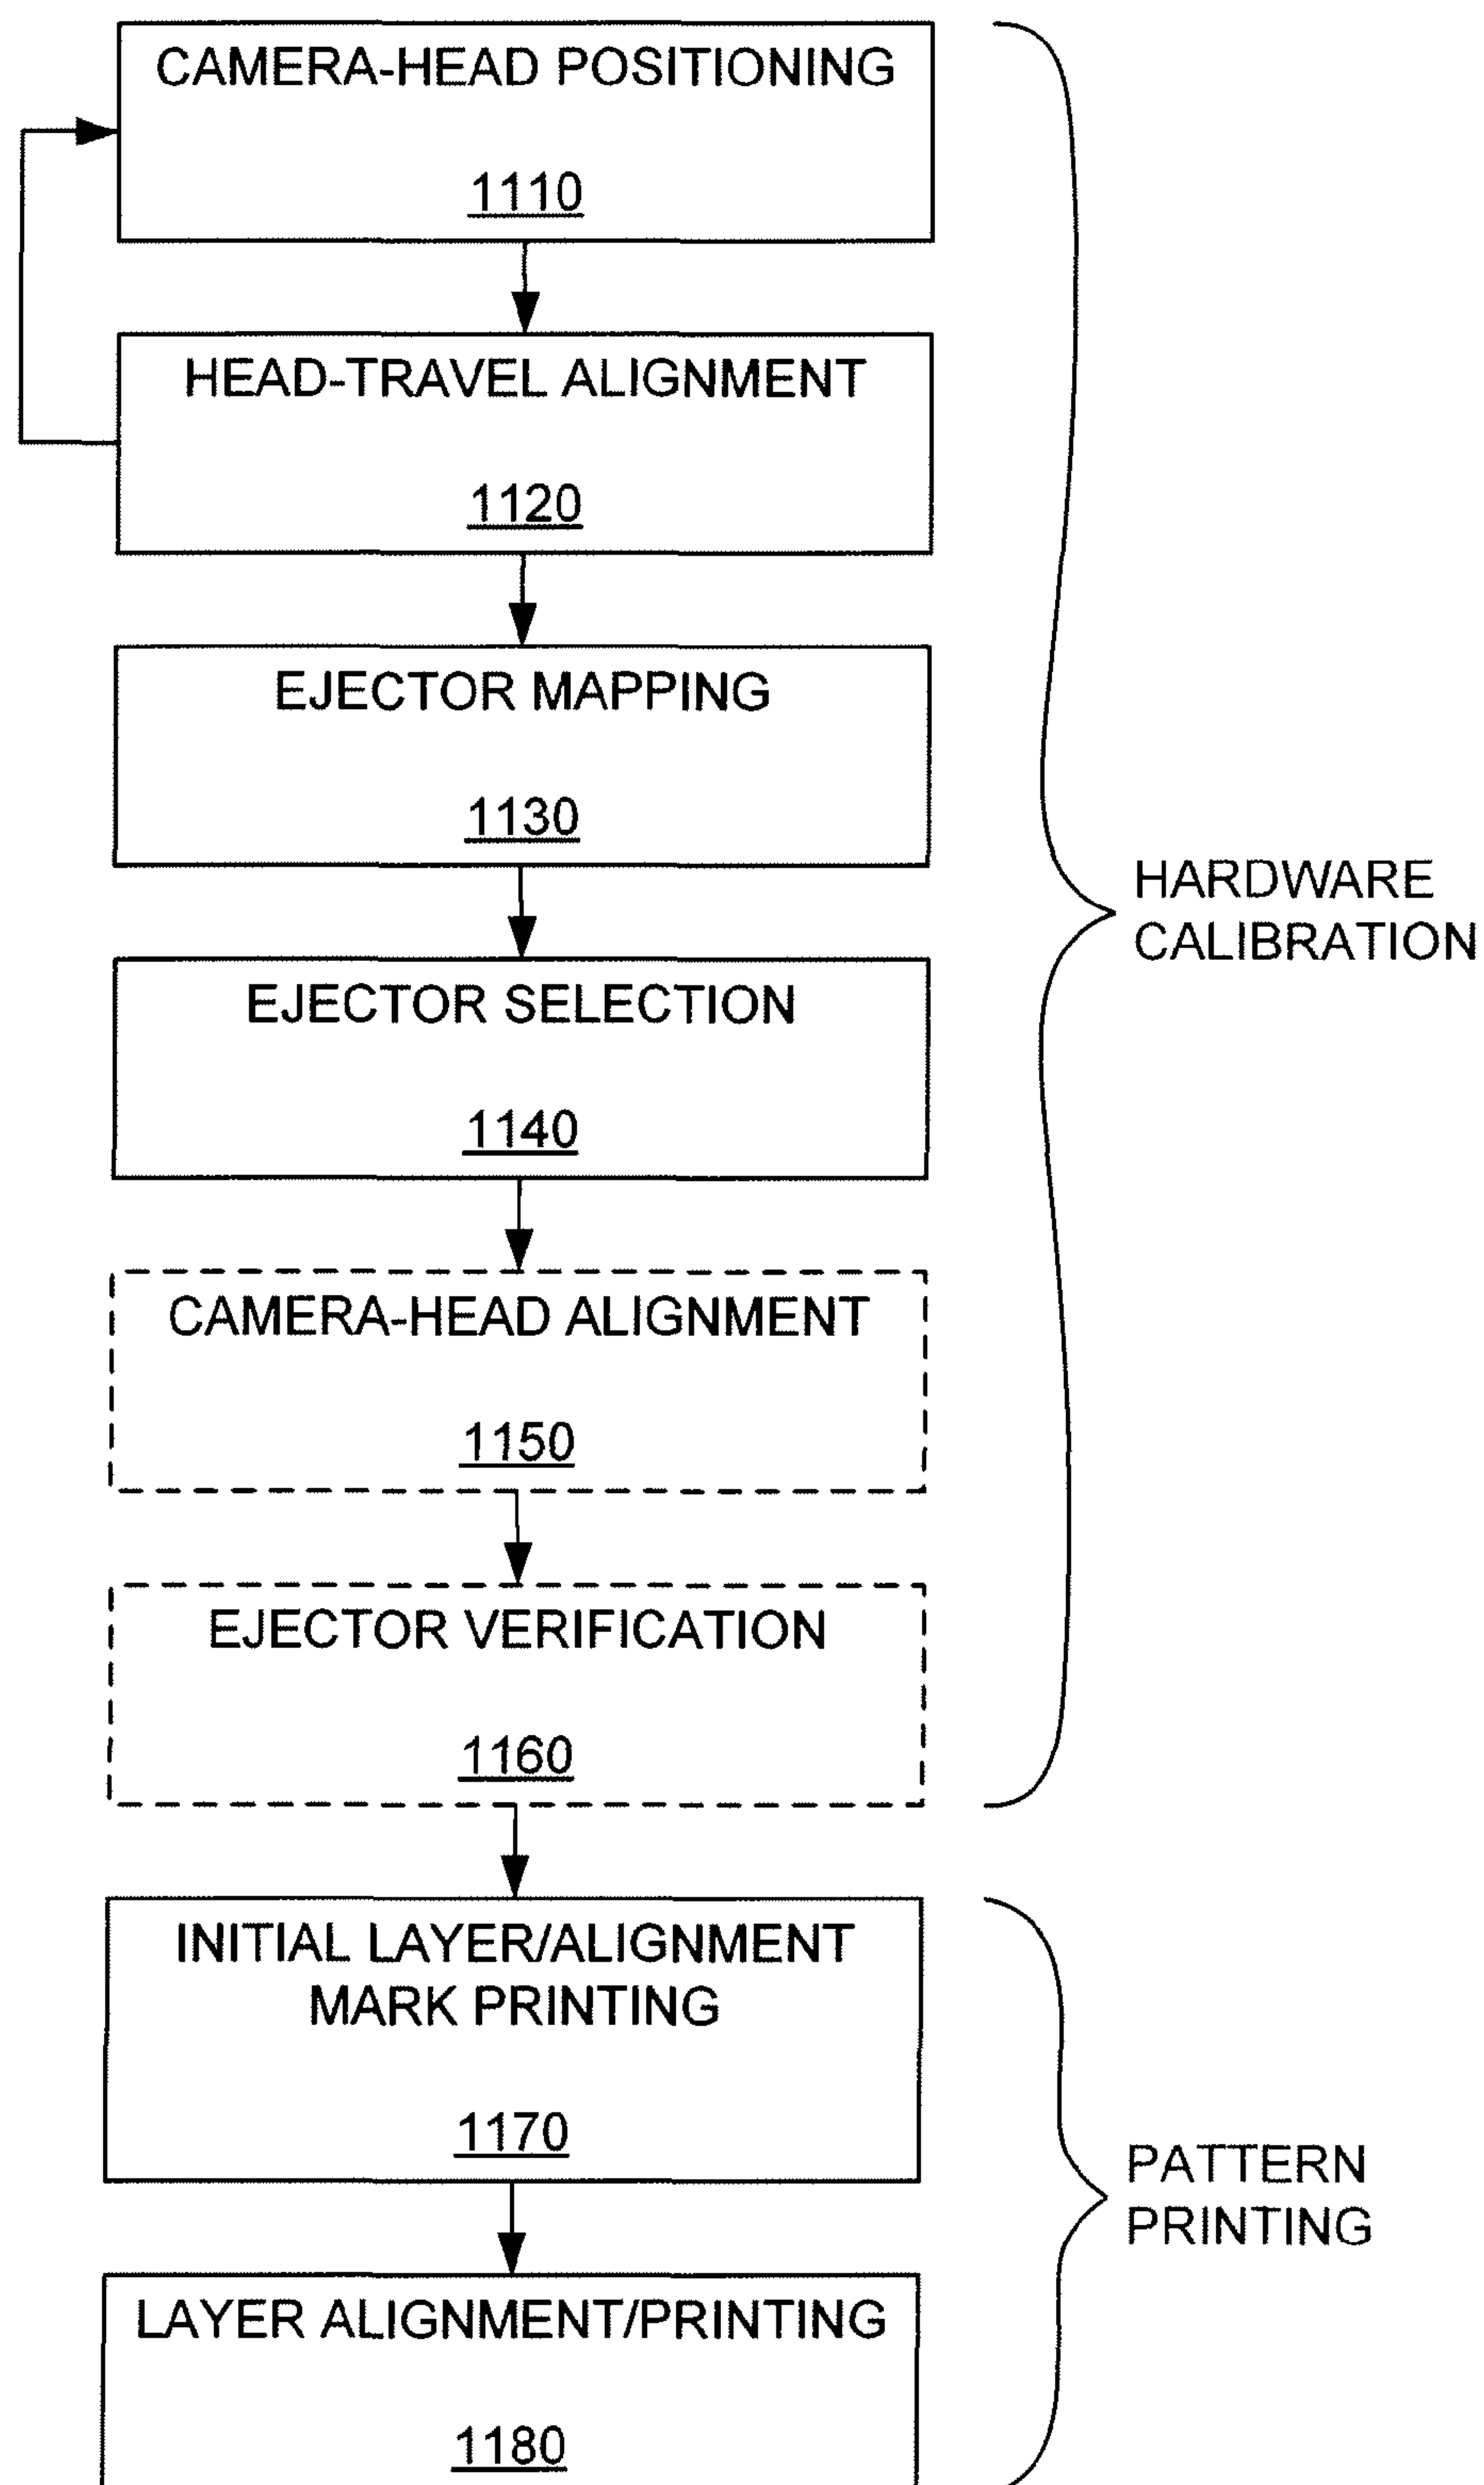 CAMERA-HEAD POSITIONING
1110
HEAD-TRAVEL ALIGNMENT
1120
EJECTOR MAPPING
1130
EJECTOR SELECTION
1140
CAMERA-HEAD ALIGNMENT
1150
EJECTOR VERIFICATION
1160
HARDWARE
CALIBRATION
INITIAL LAYER/ALIGNMENT
MARK PRINTING
1170
LAYER ALIGNMENT/PRINTING
1180
PATTERN
PRINTING